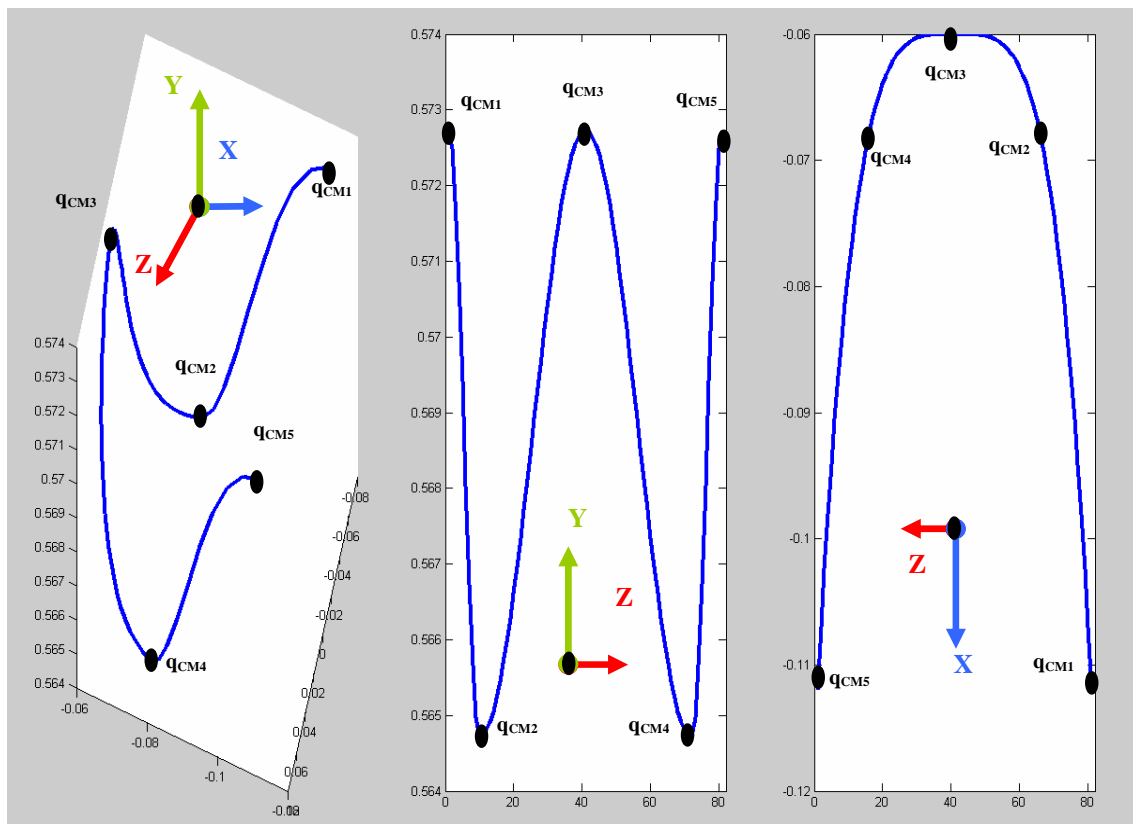 Y
X
Z
qCM1
qCM3
qCM2
qCM5
qCM4
0.574
0.573
0.572
0.571
0.57
0.569
0.568
0.567
0.566
0.565
0.564
-0.06
-0.08
-0.1
-0.08
-0.06
-0.04
-0.02
0
0.02
0.04
0.06
0.574
0.573
0.572
0.571
0.57
0.569
0.568
0.567
0.566
0.565
0.564
0 20 40 60 80
qCM1
qCM3
qCM5
Y
Z
qCM2
qCM4
-0.06
-0.07
-0.08
-0.09
-0.1
-0.11
-0.12
0 20 40 60 80
qCM3
qCM4
qCM2
Z
X
qCM5
qCM1